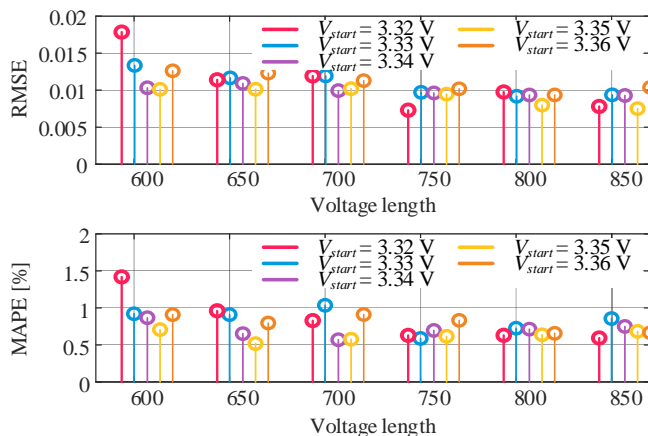 0.02
0.015
0.01
0.005
0
RMSE
V_start = 3.32 V
V_start = 3.33 V
V_start = 3.34 V
V_start = 3.35 V
V_start = 3.36 V
600 650 700 750 800 850
Voltage length
2
1.5
1
0.5
0
MAPE [%]
V_start = 3.32 V
V_start = 3.33 V
V_start = 3.34 V
V_start = 3.35 V
V_start = 3.36 V
600 650 700 750 800 850
Voltage length